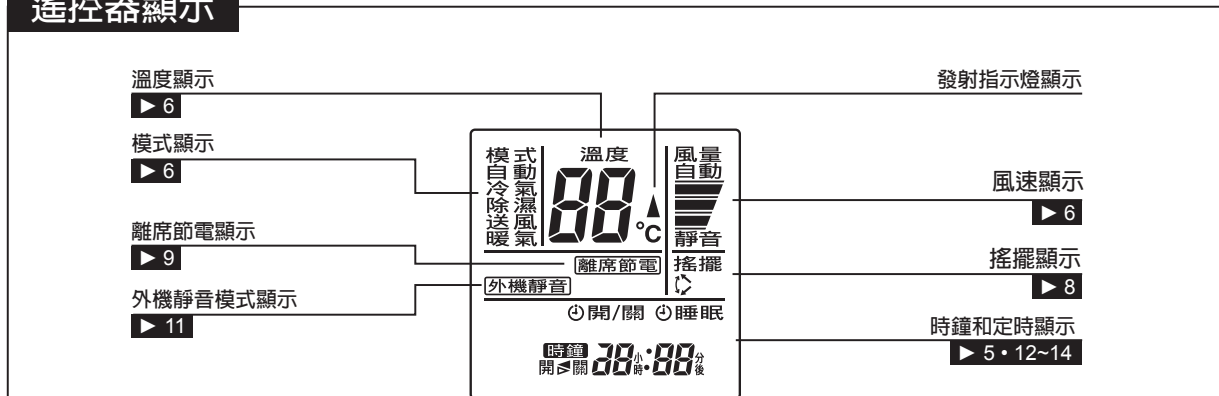 遙控器顯示
溫度顯示
► 6
模式顯示
► 6
離席節電顯示
► 9
外機靜音模式顯示
► 11
模式
自動
冷氣
除濕
送風
暖氣
溫度
88
°C
風量
自動
靜音
離席節電
外機靜音
搖擺
開/關 睡眠
時鐘
開 關 28小時:88分後
發射指示燈顯示
風速顯示
► 6
搖擺顯示
► 8
時鐘和定時顯示
► 5 • 12~14